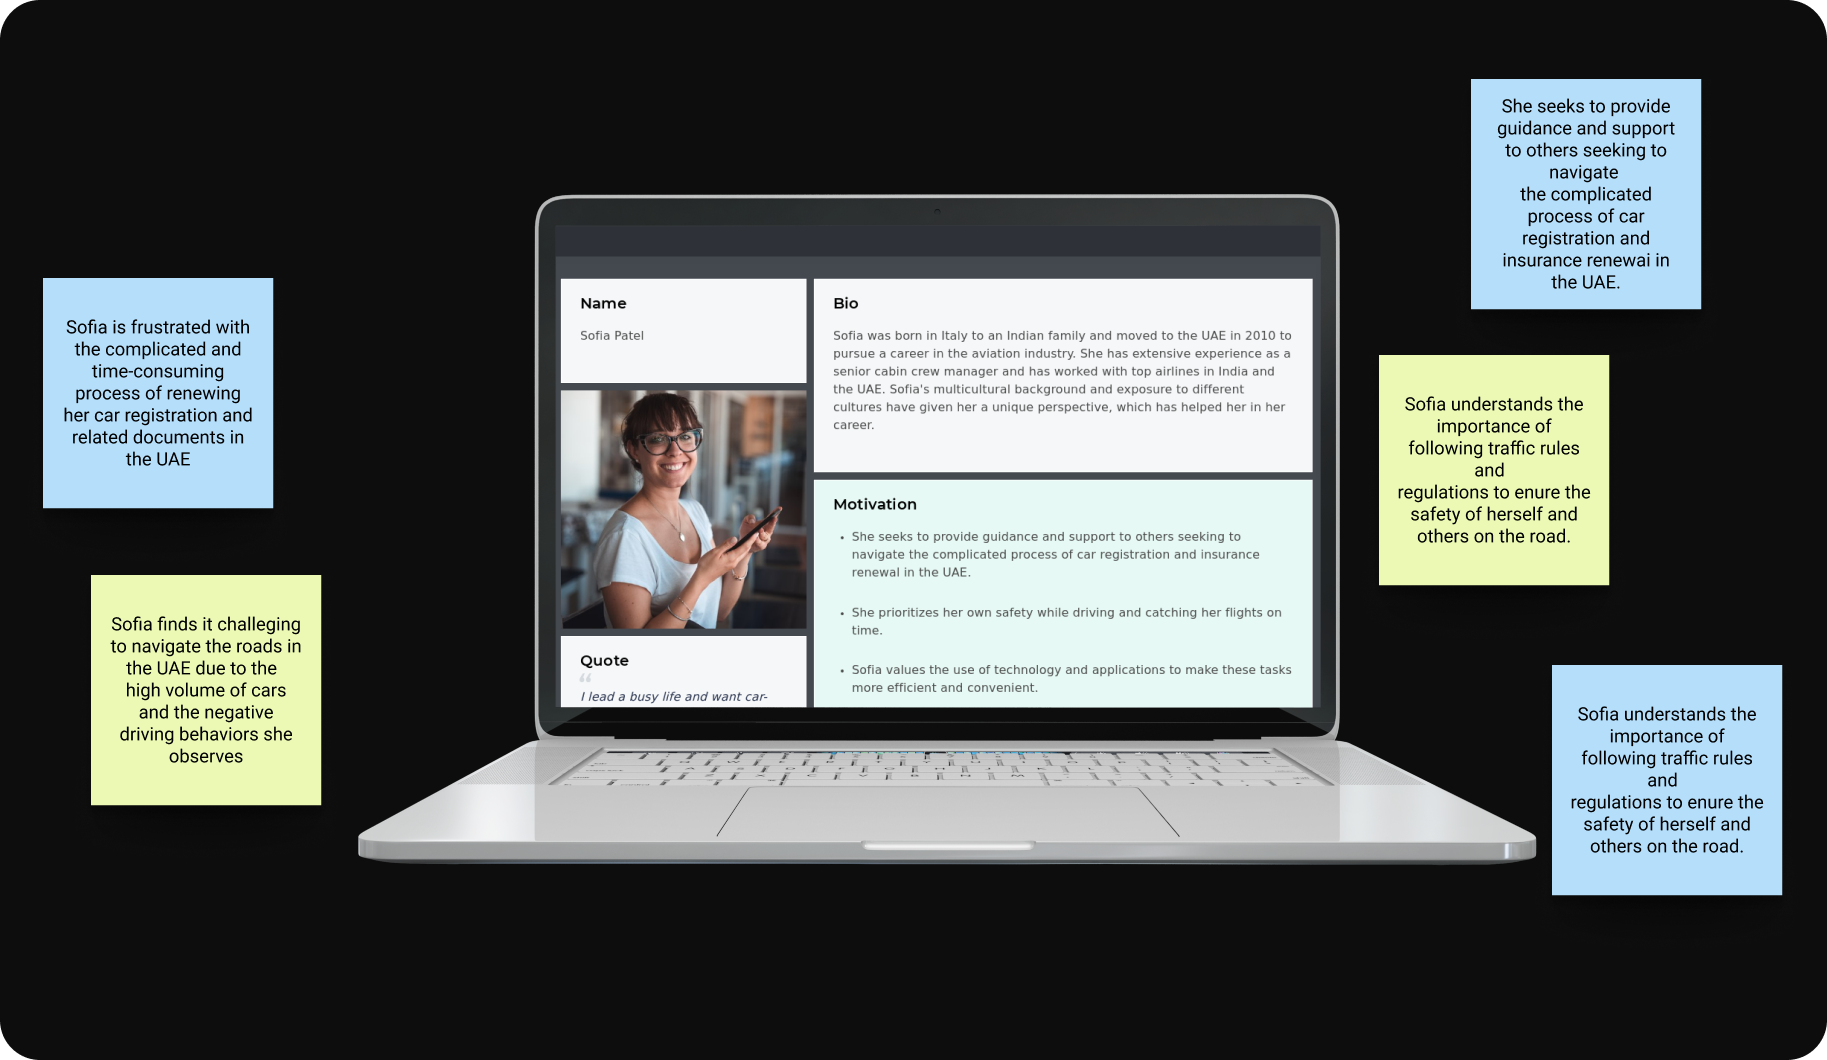 Sofia is frustrated with
the complicated and
time-consuming
process of renewing
her car registration and
related documents in
the UAE
Sofia finds it challeging
to navigate the roads in
the UAE due to the
high volume of cars
and the negative
driving behaviors she
observes
Name
Sofia Patel
Quote
“
I lead a busy life and want car-
Bio
Sofia was born in Italy to an Indian family and moved to the UAE in 2010 to
pursue a career in the aviation industry. She has extensive experience as a
senior cabin crew manager and has worked with top airlines in India and
the UAE. Sofia's multicultural background and exposure to different
cultures have given her a unique perspective, which has helped her in her
career.
Motivation
• She seeks to provide guidance and support to others seeking to
navigate the complicated process of car registration and insurance
renewal in the UAE.
• She prioritizes her own safety while driving and catching her flights on
time.
• Sofia values the use of technology and applications to make these tasks
more efficient and convenient.
She seeks to provide
guidance and support
to others seeking to
navigate
the complicated
process of car
registration and
insurance renewai in
the UAE.
Sofia understands the
importance of
following traffic rules
and
regulations to enure the
safety of herself and
others on the road.
Sofia understands the
importance of
following traffic rules
and
regulations to enure the
safety of herself and
others on the road.